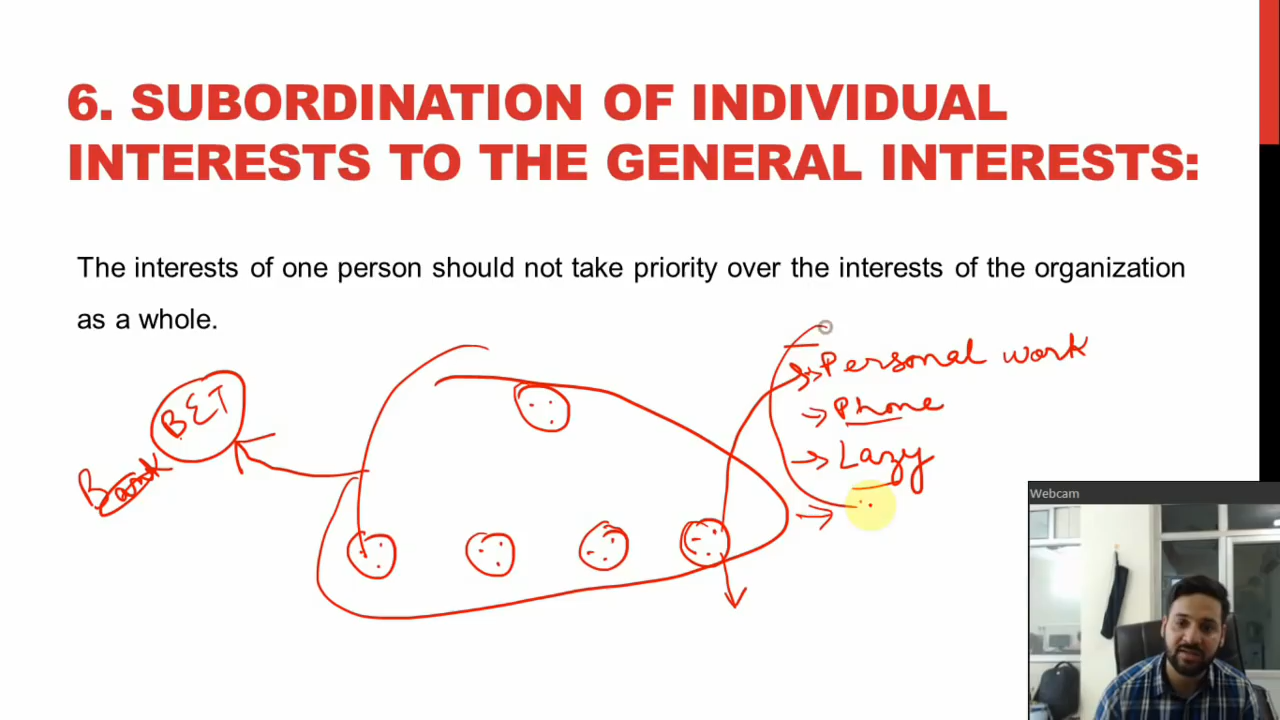 6. SUBORDINATION OF INDIVIDUAL
INTERESTS TO THE GENERAL INTERESTS:
The interests of one person should not take priority over the interests of the organization
as a whole.
Personal work
BET
Phone
Lazy
Bank
Webcam